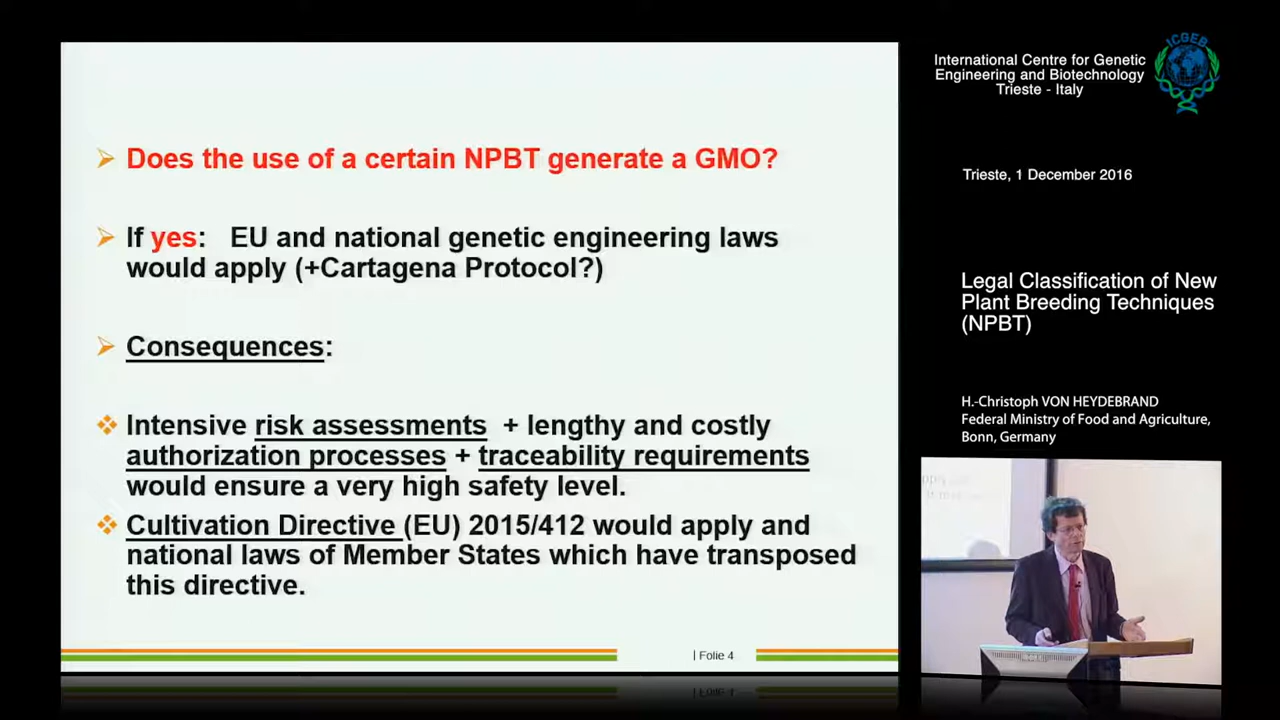 Does the use of a certain NPBT generate a GMO?
If yes: EU and national genetic engineering laws
would apply (+Cartagena Protocol?)
Consequences:
Intensive risk assessments + lengthy and costly
authorization processes + traceability requirements
would ensure a very high safety level.
Cultivation Directive (EU) 2015/412 would apply and
national laws of Member States which have transposed
this directive.
| Folie 4
International Centre for Genetic
Engineering and Biotechnology
Trieste - Italy
ICGEB
Trieste, 1 December 2016
Legal Classification of New
Plant Breeding Techniques
(NPBT)
H.-Christoph VON HEYDEBRAND
Federal Ministry of Food and Agriculture,
Bonn, Germany